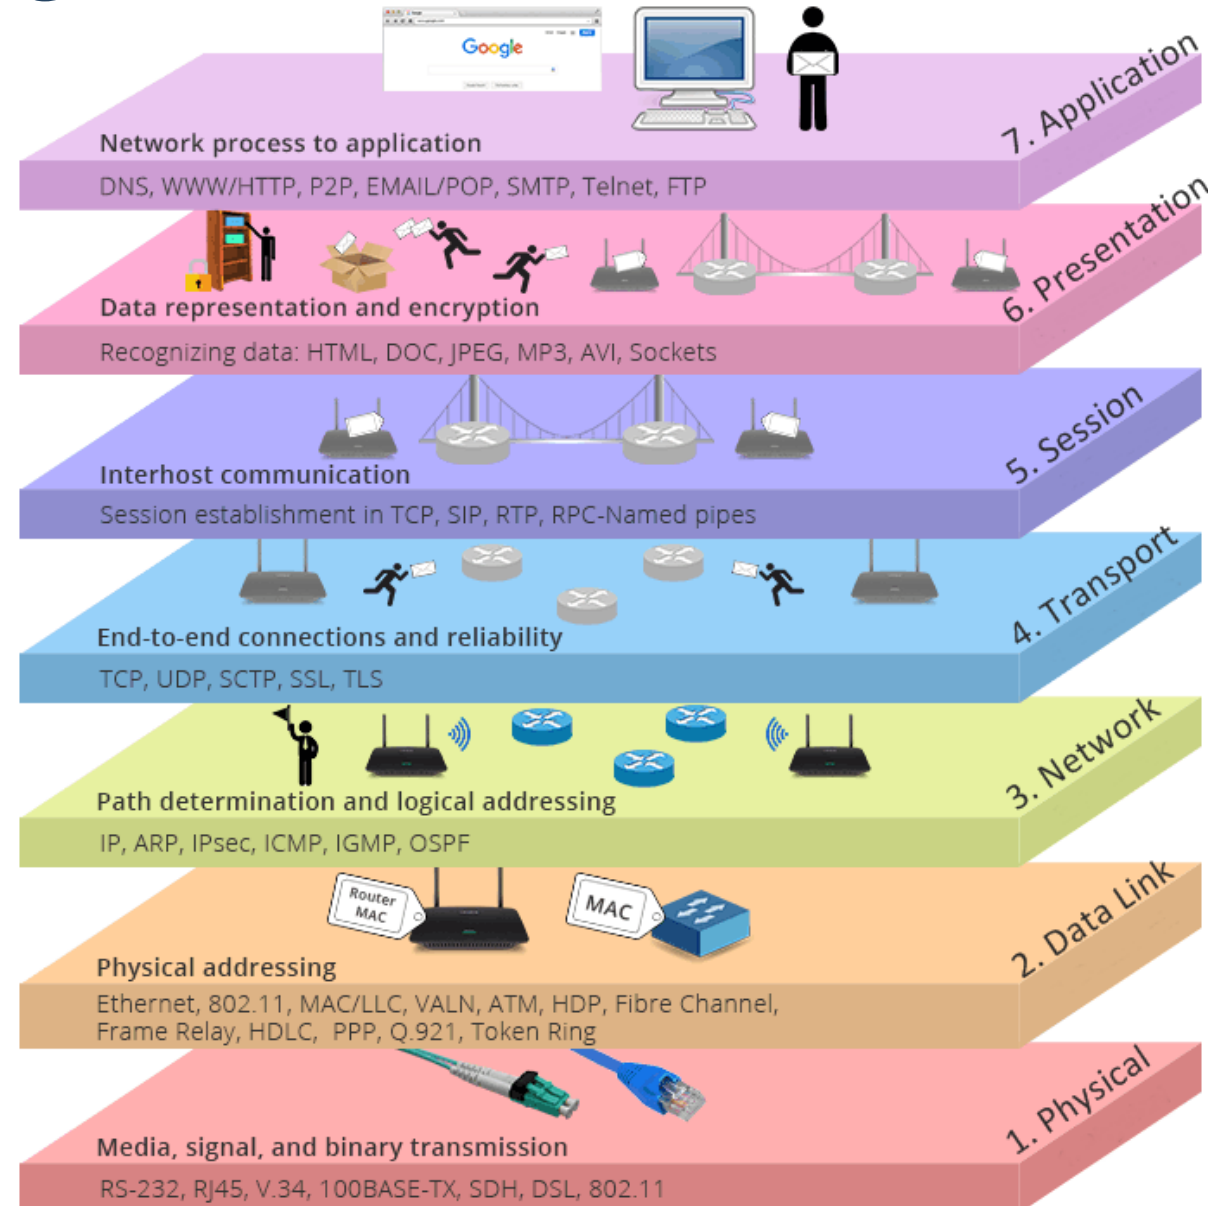 Google
Network process to application
7. Application
DNS, WWW/HTTP, P2P, EMAIL/POP, SMTP, Telnet, FTP
Data representation and encryption
6. Presentation
Recognizing data: HTML, DOC, JPEG, MP3, AVI, Sockets
Interhost communication
5. Session
Session establishment in TCP, SIP, RTP, RPC-Named pipes
End-to-end connections and reliability
4. Transport
TCP, UDP, SCTP, SSL, TLS
Path determination and logical addressing
3. Network
IP, ARP, IPsec, ICMP, IGMP, OSPF
Router
MAC
MAC
Physical addressing
2. Data Link
Ethernet, 802.11, MAC/LLC, VALN, ATM, HDP, Fibre Channel,
Frame Relay, HDLC, PPP, Q.921, Token Ring
Media, signal, and binary transmission
1. Physical
RS-232, RJ45, V.34, 100BASE-TX, SDH, DSL, 802.11